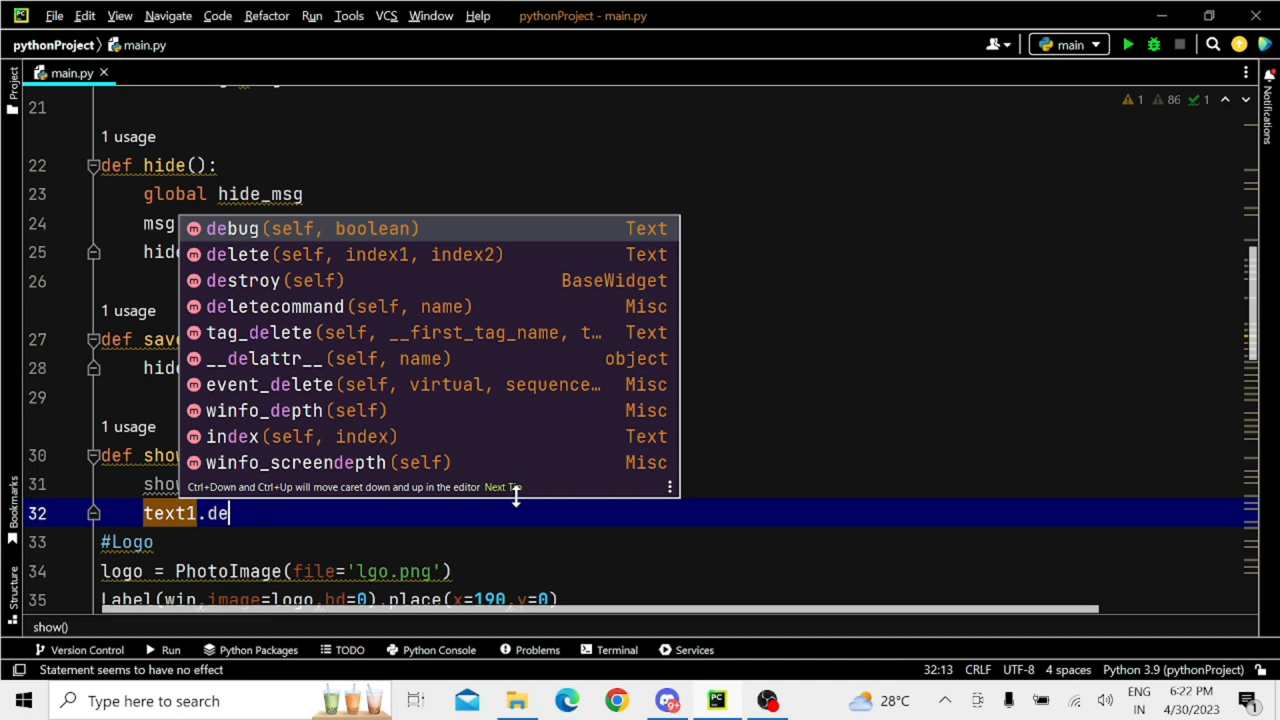 File Edit View Navigate Code Refactor Run Tools VCS Window Help pythonProject - main.py
pythonProject main.py main
Project main.py Notifications
21 1 86 1
1 usage
22 def hide():
23 global hide_msg
24 msg
debug(self, boolean) Text
25 hid
delete(self, index1, index2) Text
26
destroy(self) BaseWidget
1 usage
deletecommand(self, name) Misc
27 def sav
tag_delete(self, __first_tag_name, t… Text
28 hid
__delattr__(self, name) object
29
event_delete(self, virtual, sequence… Misc
1 usage
winfo_depth(self) Misc
index(self, index) Text
30 def sho
winfo_screendepth(self) Misc
31 sho
Ctrl+Down and Ctrl+Up will move caret down and up in the editor Next Tip
Bookmarks
32 text1.de
33 #Logo
34 logo = PhotoImage(file='lgo.png')
Structure
35 Label(win,image=logo,bd=0).place(x=190,y=0)
show()
Version Control Run Python Packages TODO Python Console Problems Terminal Services
Statement seems to have no effect 32:13 CRLF UTF-8 4 spaces Python 3.9 (pythonProject)
Type here to search 9+ 28°C ENG IN 6:22 PM 4/30/2023 1